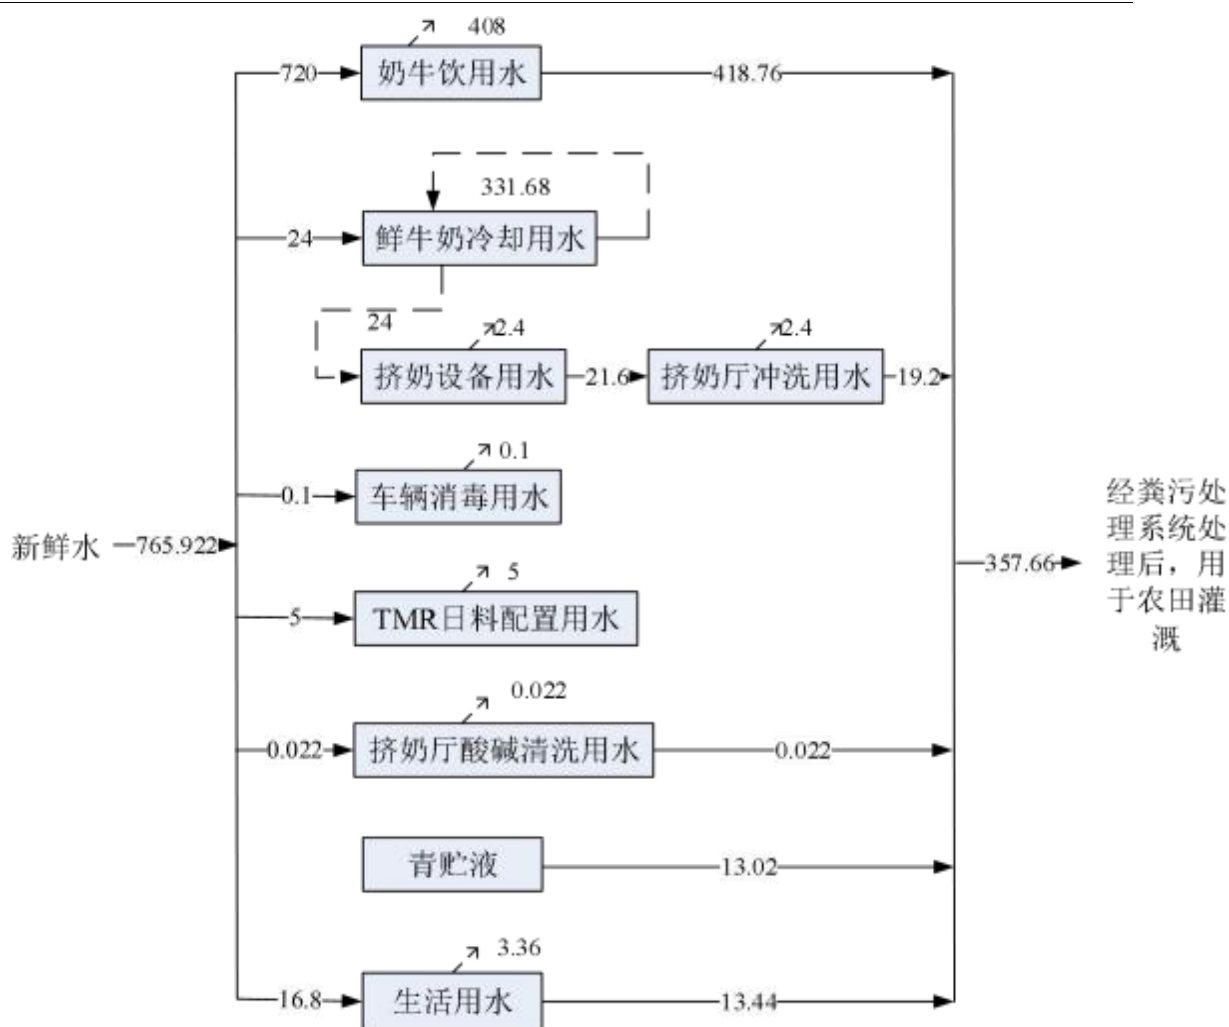 408
720
奶牛饮用水
418.76
331.68
24
鲜牛奶冷却用水
24
2.4
2.4
挤奶设备用水
21.6
挤奶厅冲洗用水
19.2
0.1
0.1
车辆消毒用水
新鲜水
765.922
5
5
TMR日料配置用水
0.022
0.022
挤奶厅酸碱清洗用水
0.022
青贮液
13.02
3.36
16.8
生活用水
13.44
357.66
经粪污处
理系统处
理后，用
于农田灌
溉